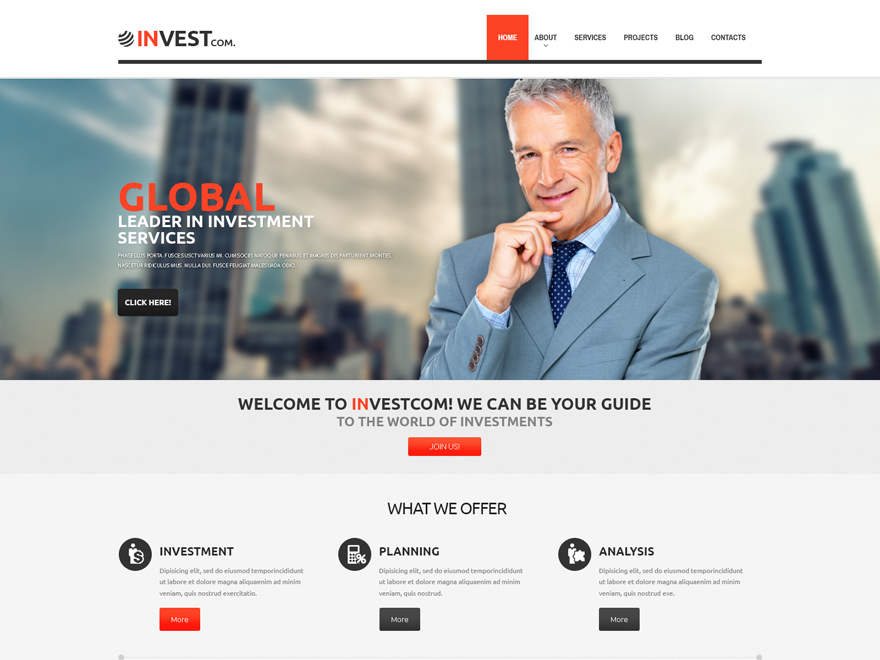 INVESTCOM.
HOME ABOUT SERVICES PROJECTS BLOG CONTACTS
GLOBAL
LEADER IN INVESTMENT
SERVICES
PHASELLUS PORTA. FUSCE SUSCT VARIUS MI. CUM SOCIIS NATOQUE PENATIS ET MAGNIS DIS PARTURIENT MONTES,
NASCETUR RIDICULUS MUS. NULLA DUI. FUSCE FEUGIAT MALESUADA ODIO.
CLICK HERE!
WELCOME TO INVESTCOM! WE CAN BE YOUR GUIDE
TO THE WORLD OF INVESTMENTS
JOIN US!
WHAT WE OFFER
INVESTMENT
Dipisicing elit, sed do eiusmod temporincididunt
ut labore et dolore magna aliquaenim ad minim
veniam, quis nostrud exercitatio.
More
PLANNING
Dipisicing elit, sed do eiusmod temporincididunt
ut labore et dolore magna aliquaenim ad minim
veniam, quis nostrud.
More
ANALYSIS
Dipisicing elit, sed do eiusmod temporincididunt
ut labore et dolore magna aliquaenim ad minim
veniam, quis nostrud exe.
More